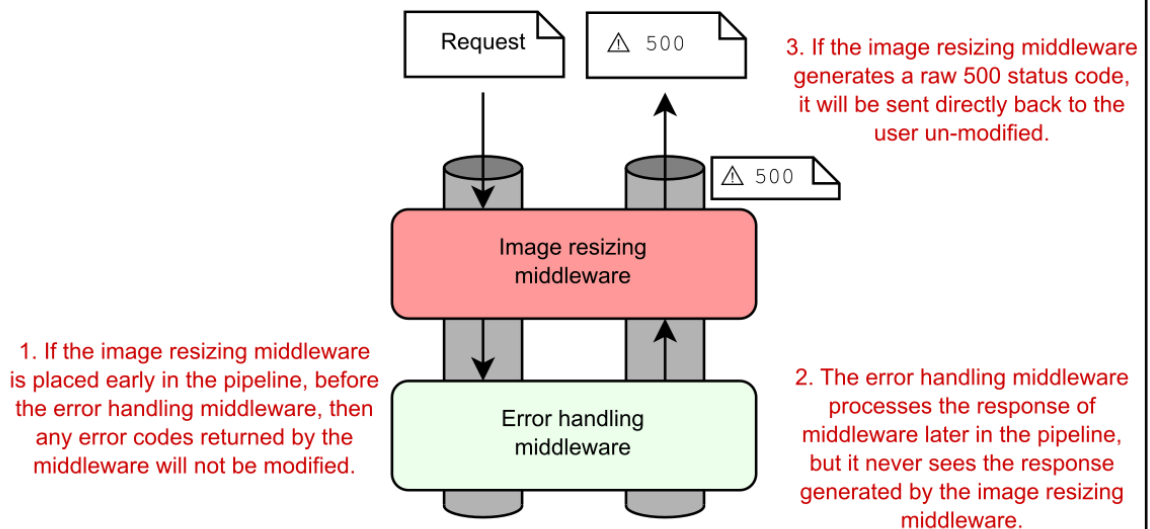 Request
⚠ 500
3. If the image resizing middleware
generates a raw 500 status code,
it will be sent directly back to the
user un-modified.
⚠ 500
Image resizing
middleware
1. If the image resizing middleware
is placed early in the pipeline, before
the error handling middleware, then
any error codes returned by the
middleware will not be modified.
Error handling
middleware
2. The error handling middleware
processes the response of
middleware later in the pipeline,
but it never sees the response
generated by the image resizing
middleware.